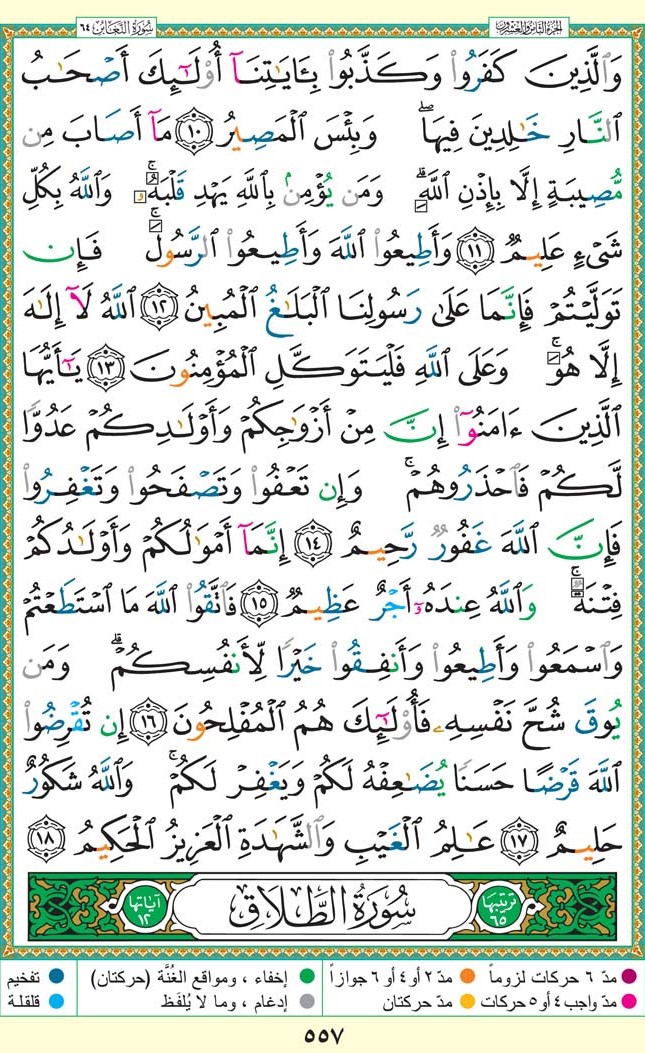 الجزء الثامن والعشرون
سُورَةُ التَّغَابُن ٦٤
وَٱلَّذِينَ كَفَرُوا۟ وَكَذَّبُوا۟ بِـَٔايَـٰتِنَآ أُو۟لَـٰٓئِكَ أَصْحَـٰبُ
ٱلنَّارِ خَـٰلِدِينَ فِيهَا ۖ وَبِئْسَ ٱلْمَصِيرُ ١٠ مَآ أَصَابَ مِن
مُّصِيبَةٍ إِلَّا بِإِذْنِ ٱللَّهِ ۗ وَمَن يُؤْمِنۢ بِٱللَّهِ يَهْدِ قَلْبَهُۥ ۚ وَٱللَّهُ بِكُلِّ
شَىْءٍ عَلِيمٌ ١١ وَأَطِيعُوا۟ ٱللَّهَ وَأَطِيعُوا۟ ٱلرَّسُولَ ۚ فَإِن
تَوَلَّيْتُمْ فَإِنَّمَا عَلَىٰ رَسُولِنَا ٱلْبَلَـٰغُ ٱلْمُبِينُ ١٢ ٱللَّهُ لَآ إِلَـٰهَ
إِلَّا هُوَ ۚ وَعَلَى ٱللَّهِ فَلْيَتَوَكَّلِ ٱلْمُؤْمِنُونَ ١٣ يَـٰٓأَيُّهَا
ٱلَّذِينَ ءَامَنُوٓا۟ إِنَّ مِنْ أَزْوَٰجِكُمْ وَأَوْلَـٰدِكُمْ عَدُوًّا
لَّكُمْ فَٱحْذَرُوهُمْ ۚ وَإِن تَعْفُوا۟ وَتَصْفَحُوا۟ وَتَغْفِرُوا۟
فَإِنَّ ٱللَّهَ غَفُورٌ رَّحِيمٌ ١٤ إِنَّمَآ أَمْوَٰلُكُمْ وَأَوْلَـٰدُكُمْ
فِتْنَةٌ ۚ وَٱللَّهُ عِندَهُۥٓ أَجْرٌ عَظِيمٌ ١٥ فَٱتَّقُوا۟ ٱللَّهَ مَا ٱسْتَطَعْتُمْ
وَٱسْمَعُوا۟ وَأَطِيعُوا۟ وَأَنفِقُوا۟ خَيْرًا لِّأَنفُسِكُمْ ۗ وَمَن
يُوقَ شُحَّ نَفْسِهِۦ فَأُو۟لَـٰٓئِكَ هُمُ ٱلْمُفْلِحُونَ ١٦ إِن تُقْرِضُوا۟
ٱللَّهَ قَرْضًا حَسَنًا يُضَـٰعِفْهُ لَكُمْ وَيَغْفِرْ لَكُمْ ۚ وَٱللَّهُ شَكُورٌ
حَلِيمٌ ١٧ عَـٰلِمُ ٱلْغَيْبِ وَٱلشَّهَـٰدَةِ ٱلْعَزِيزُ ٱلْحَكِيمُ ١٨
ترتيبها ٦٥ سُورَةُ الطَّلَاقِ آياتها ١٢
مدّ ٦ حركات لزوماً مدّ ٢ أو ٤ أو ٦ جوازاً إخفاء ، ومواقع الغُنَّة (حركتان) تفخيم
مدّ واجب ٤ أو ٥ حركات مدّ حركتان إدغام ، وما لا يُلفَظ قلقلة
٥٥٧